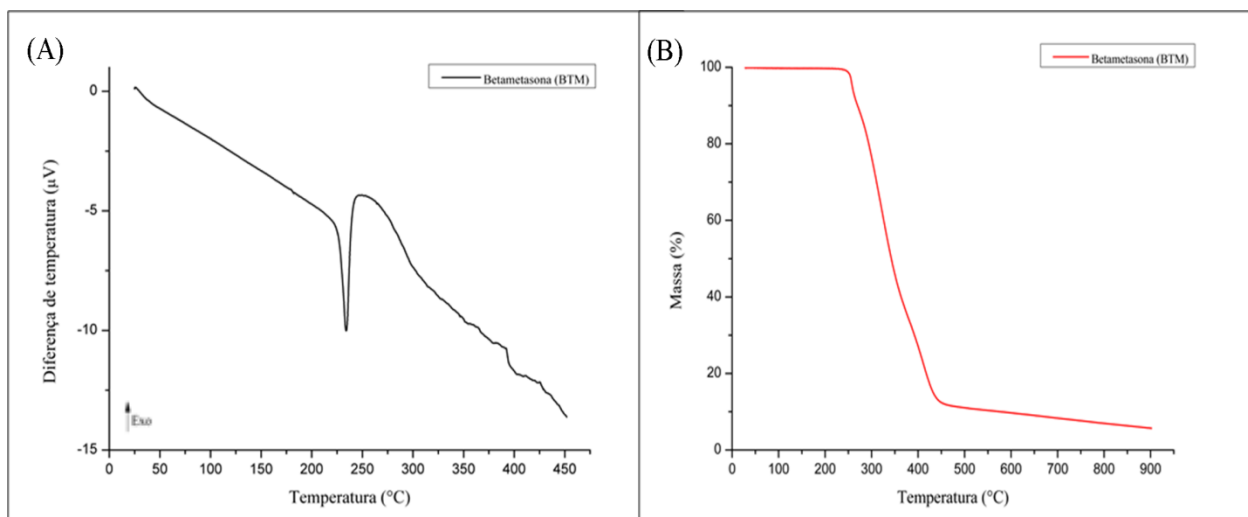 (A)
Betametasona (BTM)
0
-5
-10
-15
Diferença de temperatura (µV)
Exo
0 50 100 150 200 250 300 350 400 450
Temperatura (°C)
(B)
Betametasona (BTM)
100
80
60
40
20
0
Massa (%)
0 100 200 300 400 500 600 700 800 900
Temperatura (°C)